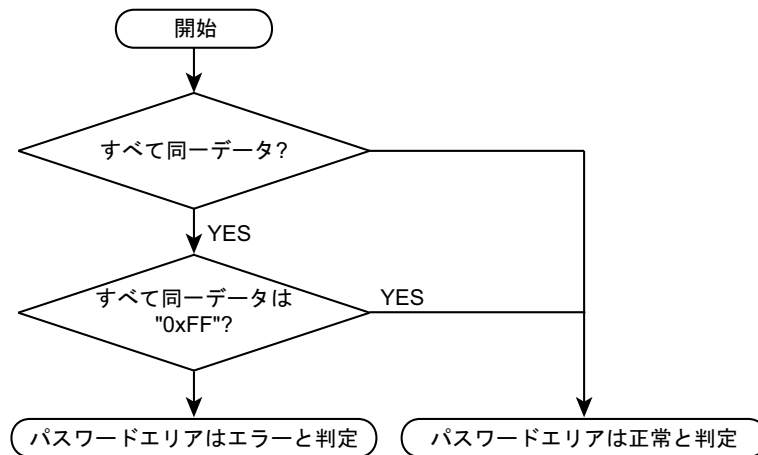 開始
すべて同一データ?
YES
すべて同一データは
"0xFF"?
YES
パスワードエリアはエラーと判定
パスワードエリアは正常と判定